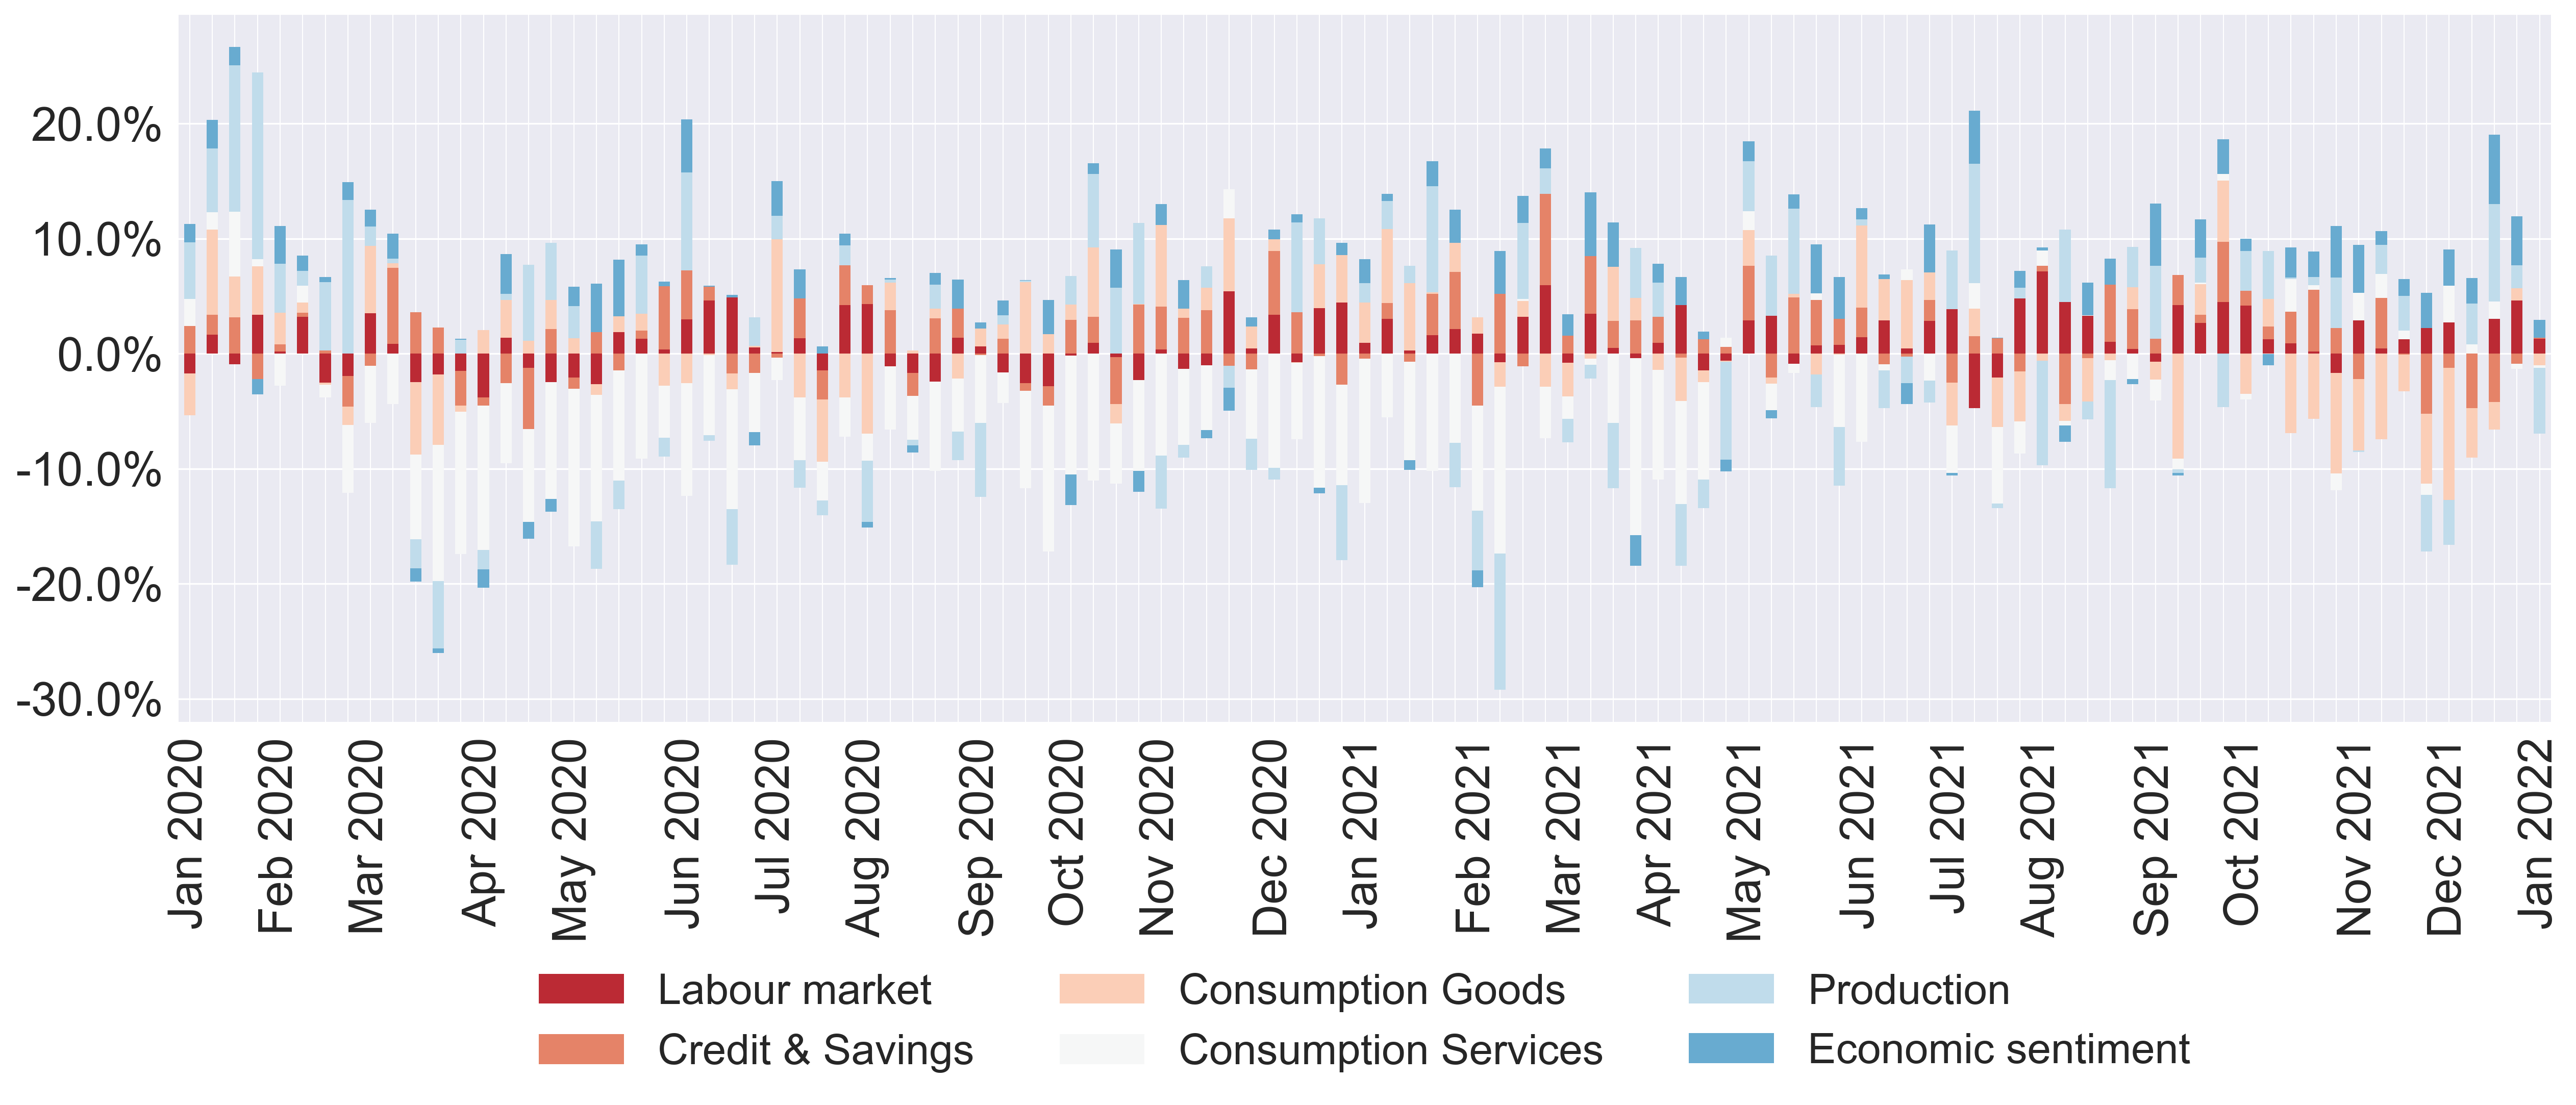 20.0%
10.0%
0.0%
-10.0%
-20.0%
-30.0%
Jan 2020
Feb 2020
Mar 2020
Apr 2020
May 2020
Jun 2020
Jul 2020
Aug 2020
Sep 2020
Oct 2020
Nov 2020
Dec 2020
Jan 2021
Feb 2021
Mar 2021
Apr 2021
May 2021
Jun 2021
Jul 2021
Aug 2021
Sep 2021
Oct 2021
Nov 2021
Dec 2021
Jan 2022
Labour market
Credit & Savings
Consumption Goods
Consumption Services
Production
Economic sentiment